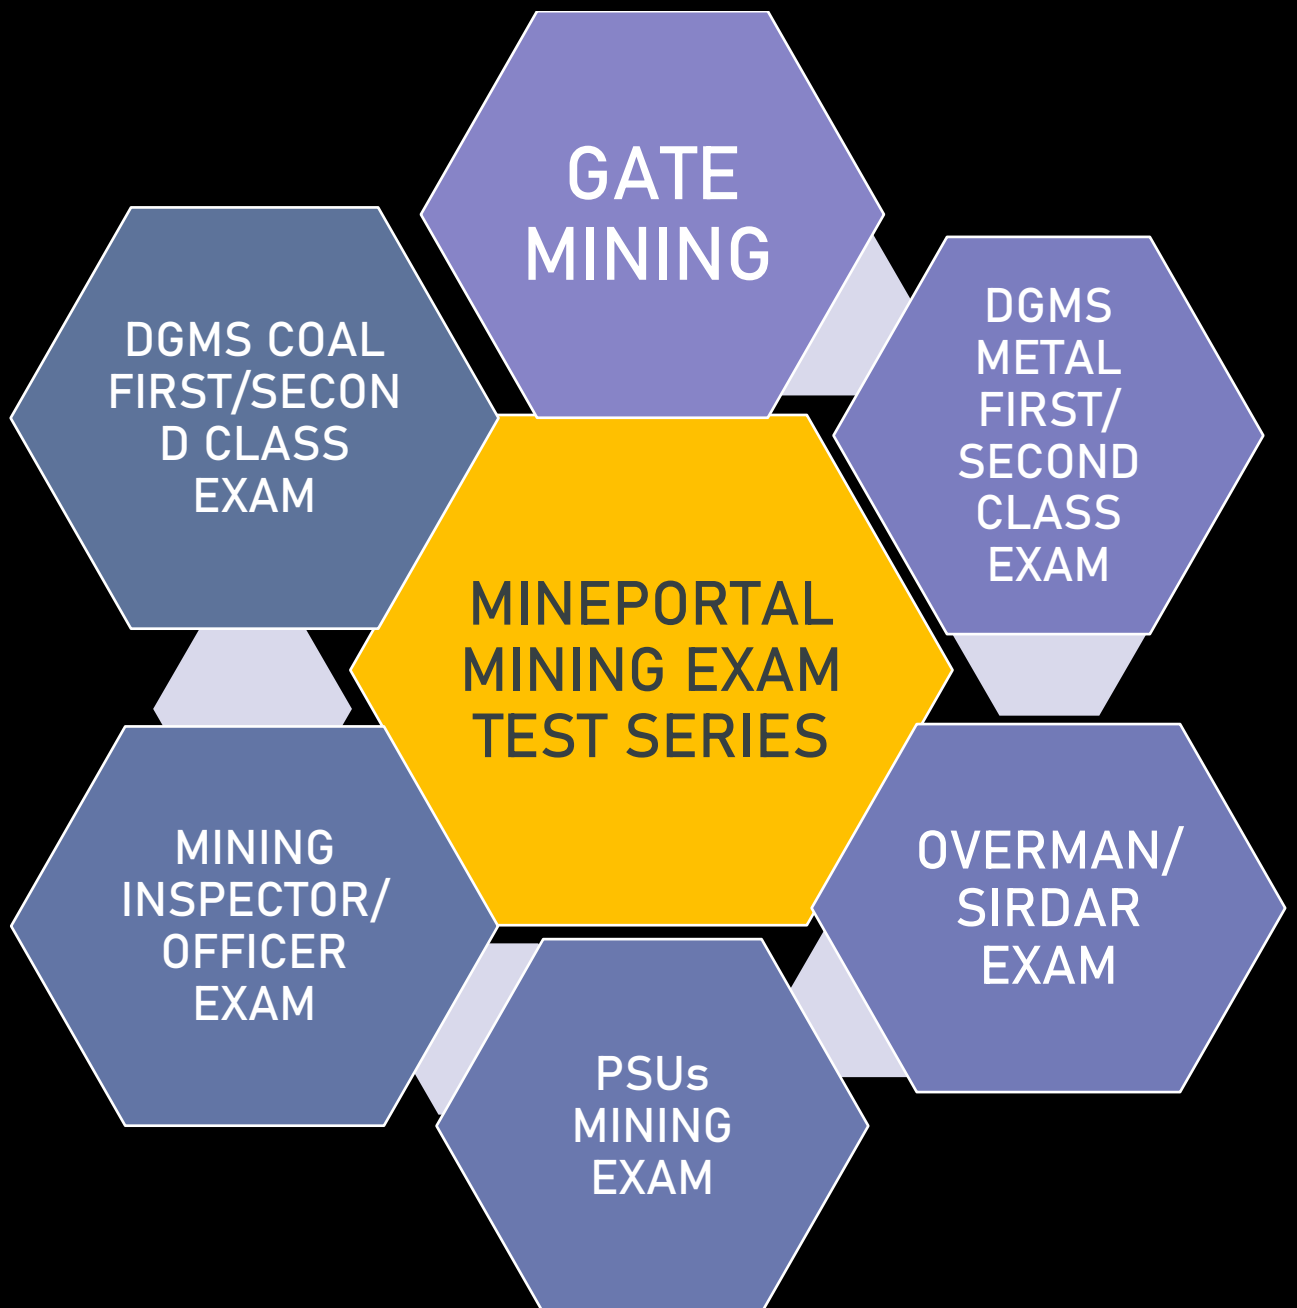 GATE
MINING
DGMS
METAL
FIRST/
SECOND
CLASS
EXAM
OVERMAN/
SIRDAR
EXAM
PSUs
MINING
EXAM
MINING
INSPECTOR/
OFFICER
EXAM
DGMS COAL
FIRST/SECON
D CLASS
EXAM
MINEPORTAL
MINING EXAM
TEST SERIES